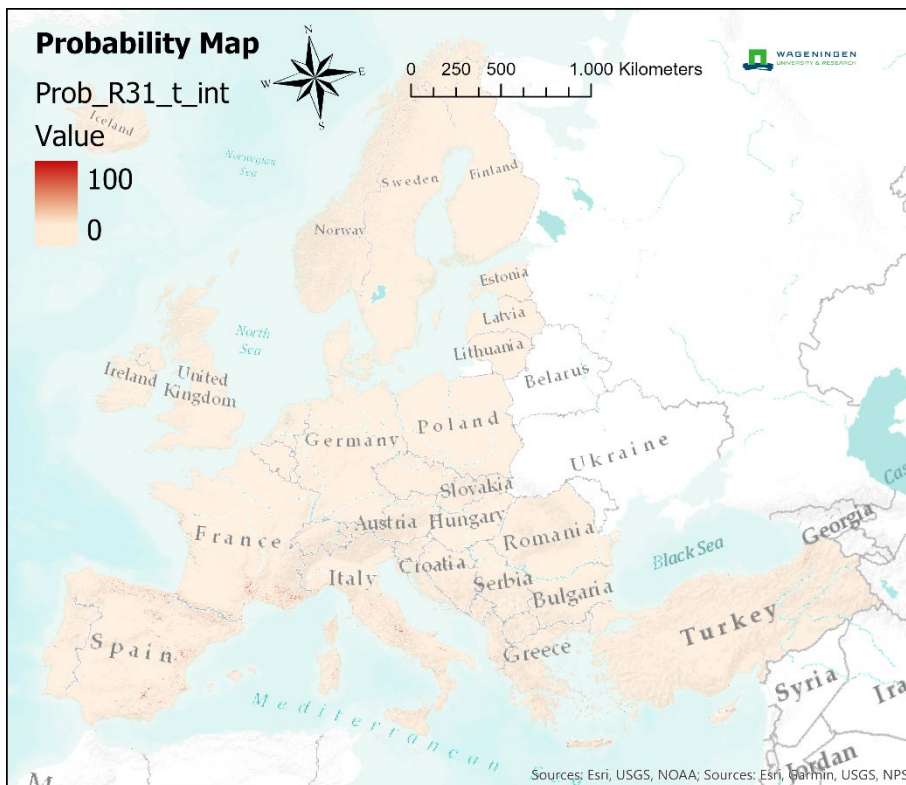 Probability Map
Prob_R31_t_int
Value
100
0
N
W
E
S
0 250 500 1.000 Kilometers
WAGENINGEN
UNIVERSITY & RESEARCH
Iceland
Norwegian
Sea
Sweden
Finland
Norway
Estonia
Latvia
Lithuania
North
Sea
Ireland
United
Kingdom
Belarus
Germany
Poland
Ukraine
Slovakia
France
Austria
Hungary
Romania
Croatia
Italy
Serbia
Bulgaria
Black Sea
Georgia
Cas
Spain
Greece
Turkey
Syria
Ira
Mediterranean Sea
Jordan
M
Sources: Esri, USGS, NOAA; Sources: Esri, Garmin, USGS, NPS